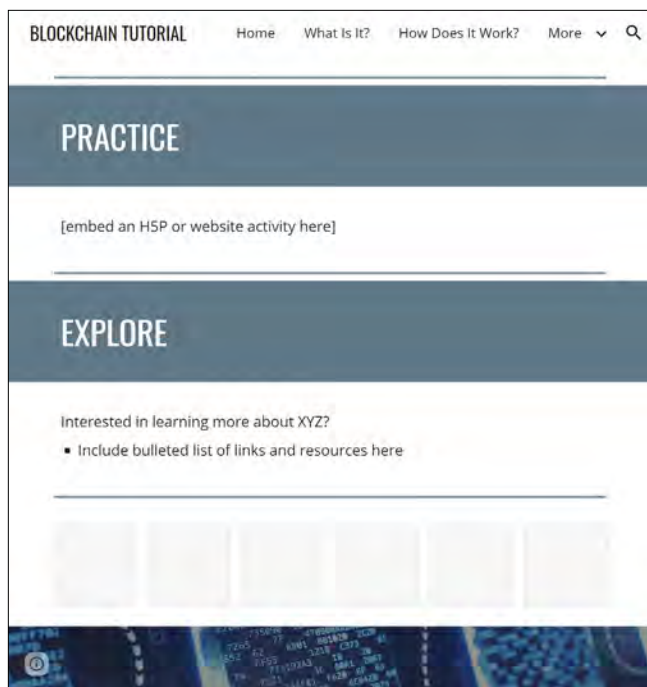 BLOCKCHAIN TUTORIAL Home What Is It? How Does It Work? More
PRACTICE
[embed an H5P or website activity here]
EXPLORE
Interested in learning more about XYZ?
▪ Include bulleted list of links and resources here